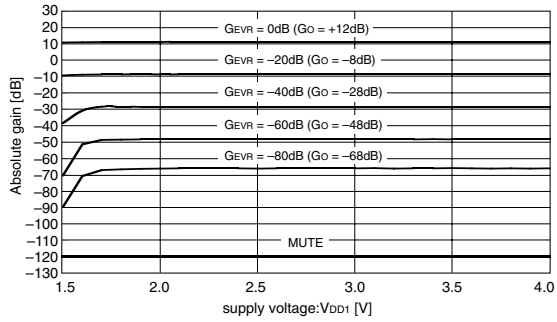 30
20
10
0
−10
−20
−30
−40
−50
−60
−70
−80
−90
−100
−110
−120
−130
Absolute gain [dB]
GEVR = 0dB (GO = +12dB)
GEVR = −20dB (GO = −8dB)
GEVR = −40dB (GO = −28dB)
GEVR = −60dB (GO = −48dB)
GEVR = −80dB (GO = −68dB)
MUTE
1.5 2.0 2.5 3.0 3.5 4.0
supply voltage:VDD1 [V]